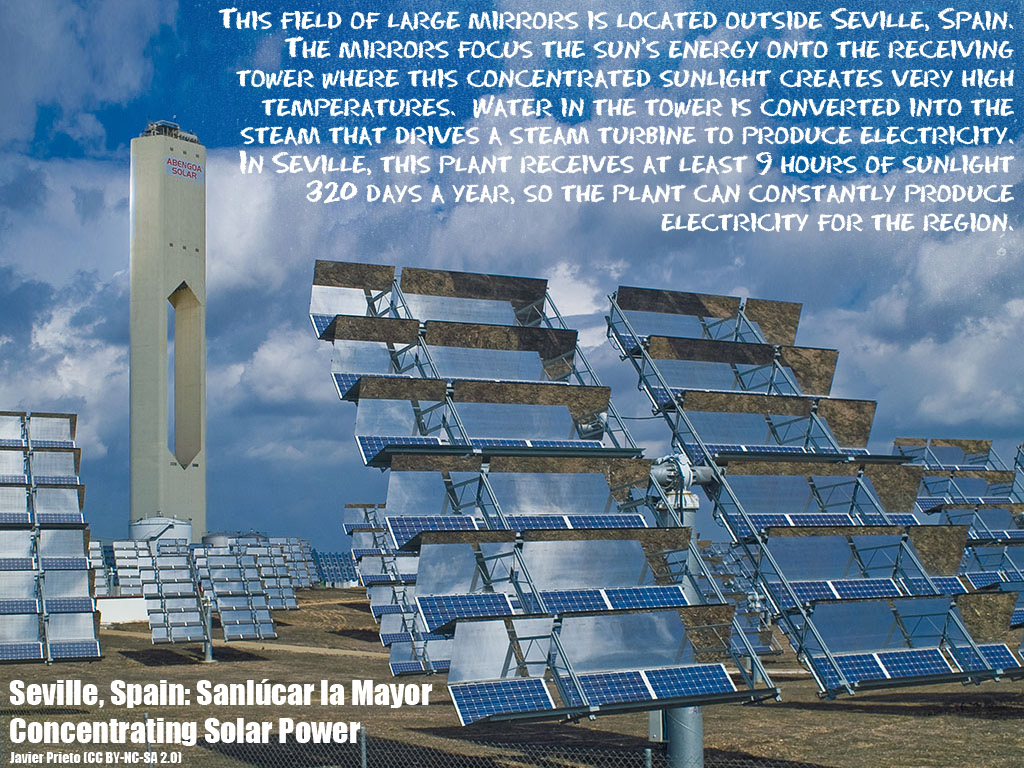 This field of large mirrors is located outside Seville, Spain.
The mirrors focus the sun's energy onto the receiving
tower where this concentrated sunlight creates very high
temperatures. Water in the tower is converted into the
steam that drives a steam turbine to produce electricity.
In Seville, this plant receives at least 9 hours of sunlight
320 days a year, so the plant can constantly produce
electricity for the region.
ABENGOA
SOLAR
Seville, Spain: Sanlúcar la Mayor
Concentrating Solar Power
Javier Prieto (CC BY-NC-SA 2.0)